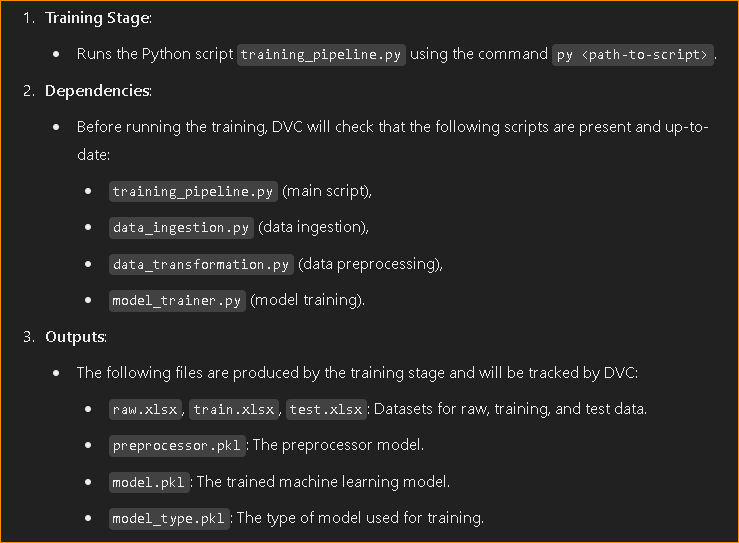 1. Training Stage:
• Runs the Python script training_pipeline.py using the command py <path-to-script>.
2. Dependencies:
• Before running the training, DVC will check that the following scripts are present and up-to-
date:
• training_pipeline.py (main script),
• data_ingestion.py (data ingestion),
• data_transformation.py (data preprocessing),
• model_trainer.py (model training).
3. Outputs:
• The following files are produced by the training stage and will be tracked by DVC:
• raw.xlsx, train.xlsx, test.xlsx: Datasets for raw, training, and test data.
• preprocessor.pkl: The preprocessor model.
• model.pkl: The trained machine learning model.
• model_type.pkl: The type of model used for training.